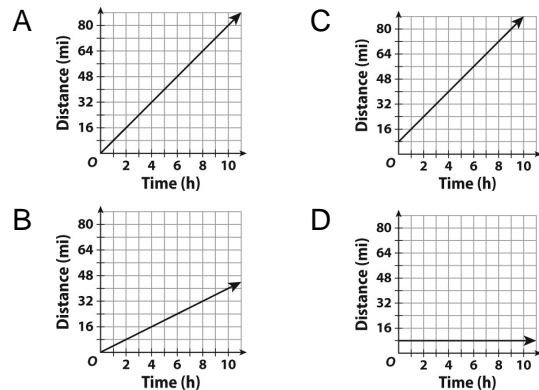 A
Distance (mi)
80
64
48
32
16
O
2 4 6 8 10
Time (h)
C
Distance (mi)
80
64
48
32
16
O
2 4 6 8 10
Time (h)
B
Distance (mi)
80
64
48
32
16
O
2 4 6 8 10
Time (h)
D
Distance (mi)
80
64
48
32
16
O
2 4 6 8 10
Time (h)